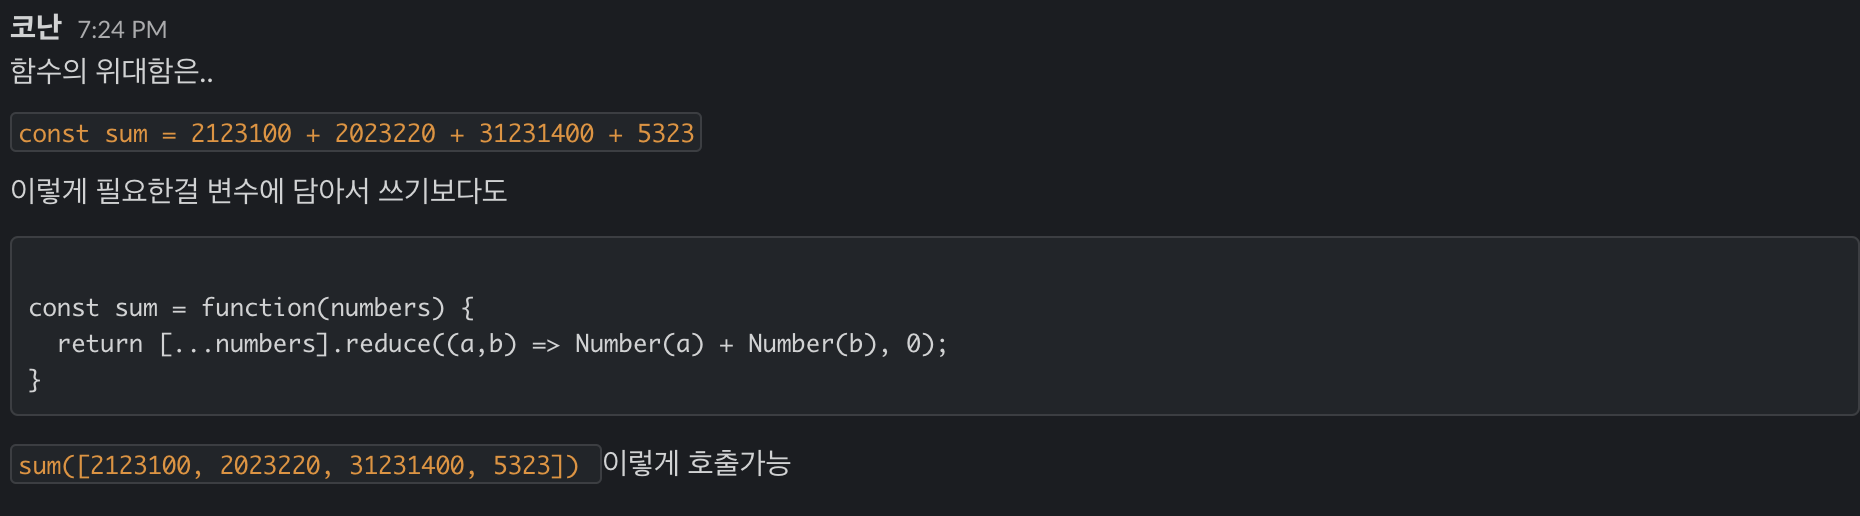 코난 7:24 PM
함수의 위대함은..
const sum = 2123100 + 2023220 + 31231400 + 5323
이렇게 필요한걸 변수에 담아서 쓰기보다도
const sum = function(numbers) {
  return [...numbers].reduce((a,b) => Number(a) + Number(b), 0);
}
sum([2123100, 2023220, 31231400, 5323]) 이렇게 호출가능